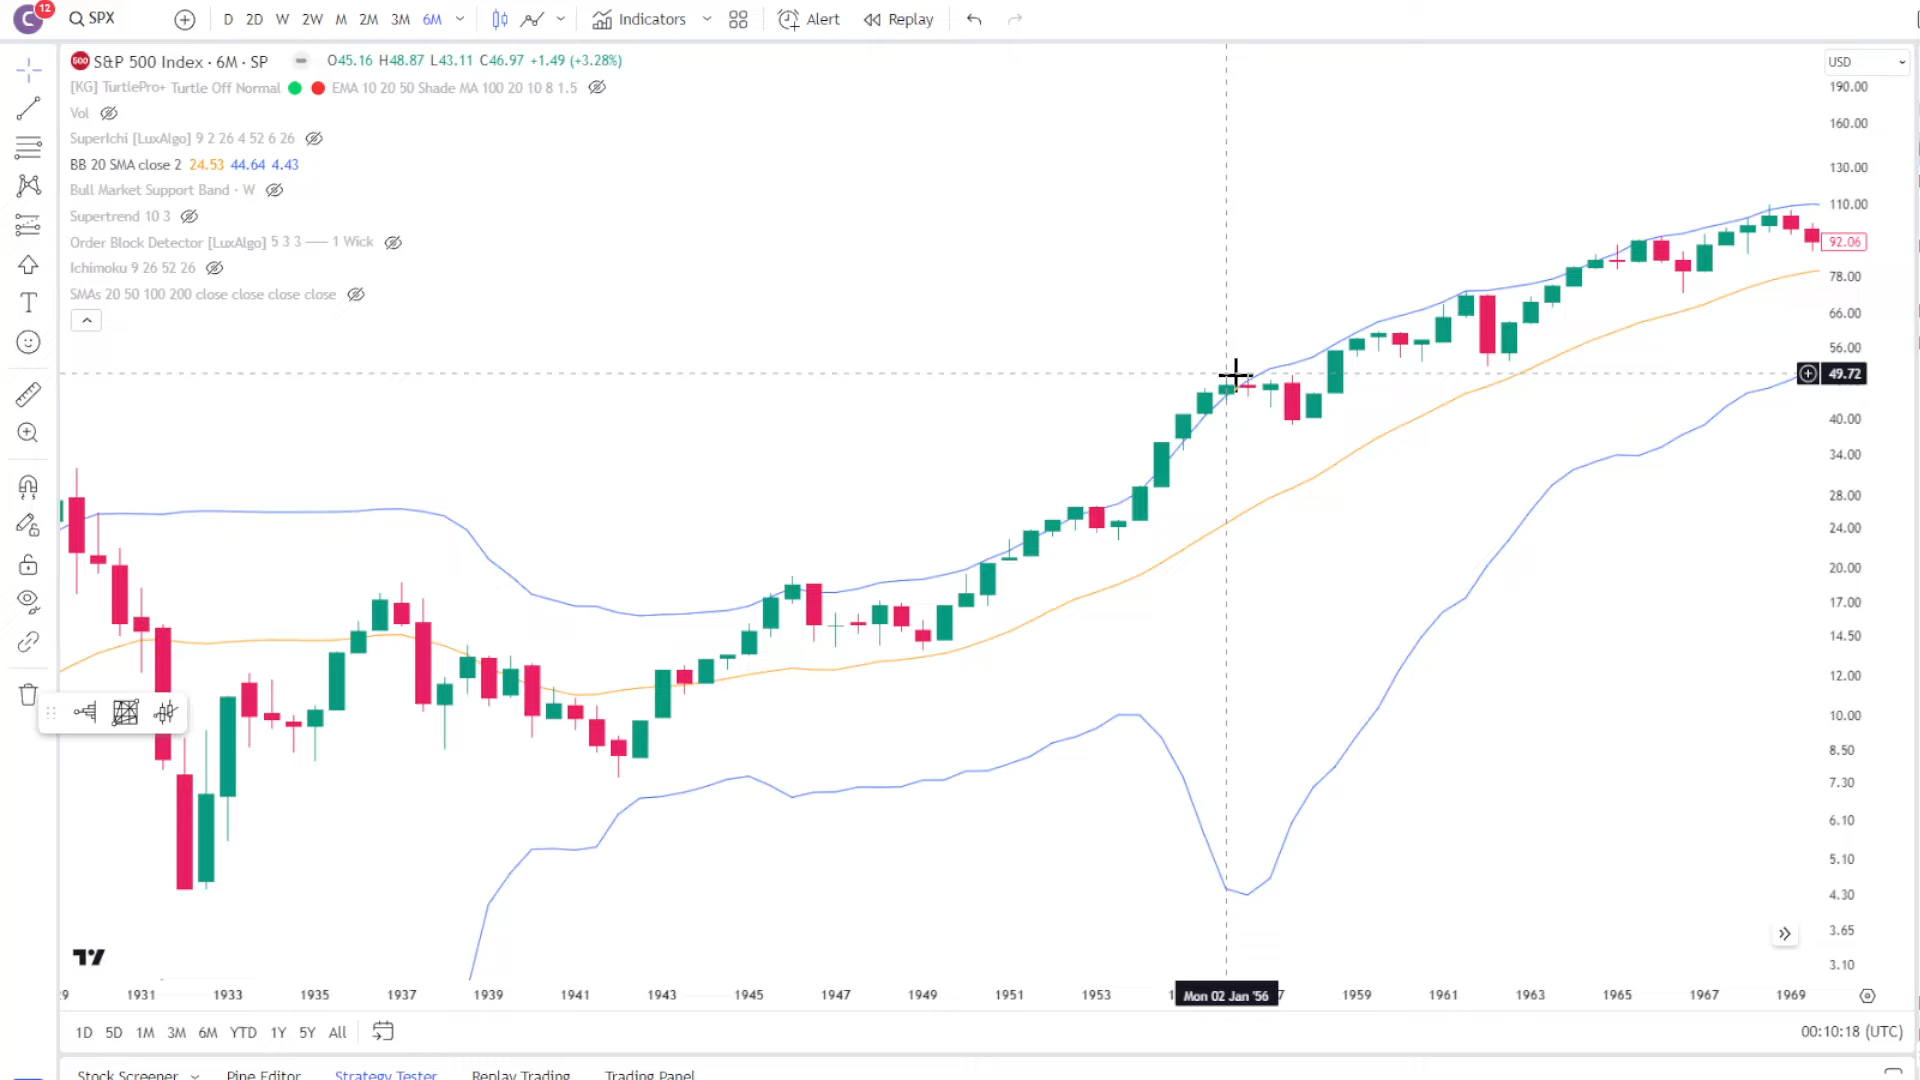 C 12 SPX D 2D W 2W M 2M 3M 6M Indicators Alert Replay
500 S&P 500 Index · 6M · SP O45.16 H48.87 L43.11 C46.97 +1.49 (+3.28%)
[KG] TurtlePro+ Turtle Off Normal EMA 10 20 50 Shade MA 100 20 10 8 1.5
Vol
SuperIchi [LuxAlgo] 9 2 26 4 52 6 26
BB 20 SMA close 2 24.53 44.64 4.43
Bull Market Support Band · W
Supertrend 10 3
Order Block Detector [LuxAlgo] 5 3 3 —— 1 Wick
Ichimoku 9 26 52 26
SMAs 20 50 100 200 close close close close
USD
190.00
160.00
130.00
110.00
92.06
78.00
66.00
56.00
49.72
40.00
34.00
28.00
24.00
20.00
17.00
14.50
12.00
10.00
8.50
7.30
6.10
5.10
4.30
3.65
3.10
1931 1933 1935 1937 1939 1941 1943 1945 1947 1949 1951 1953 Mon 02 Jan '56 1959 1961 1963 1965 1967 1969
1D 5D 1M 3M 6M YTD 1Y 5Y All 00:10:18 (UTC)
Stock Screener Pine Editor Strategy Tester Replay Trading Trading Panel